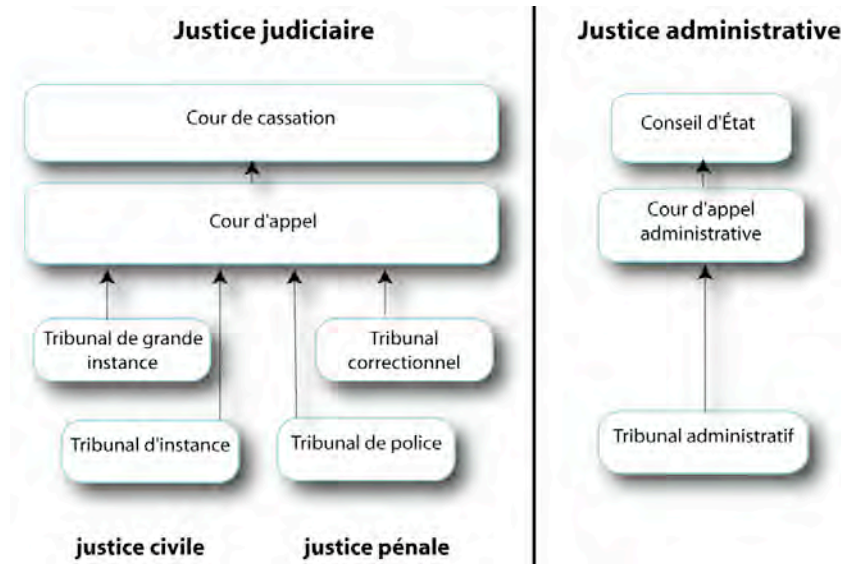 Justice judiciaire
Cour de cassation
Cour d'appel
Tribunal de grande
instance
Tribunal
correctionnel
Tribunal d'instance
Tribunal de police
justice civile
justice pénale
Justice administrative
Conseil d'État
Cour d'appel
administrative
Tribunal administratif